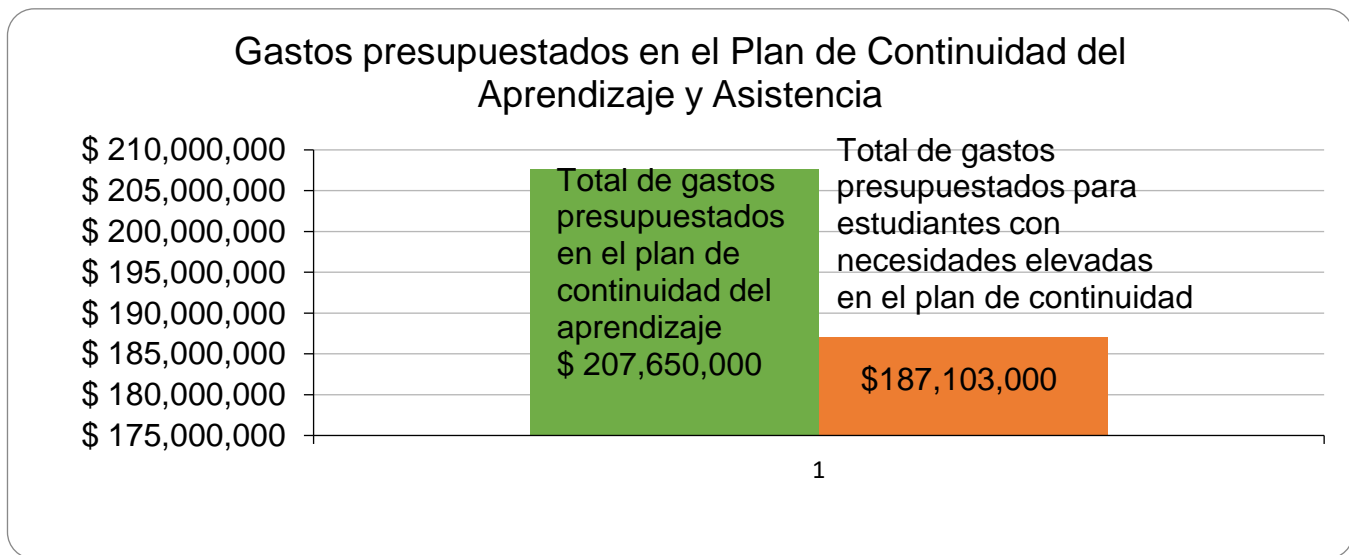 Gastos presupuestados en el Plan de Continuidad del
Aprendizaje y Asistencia
$ 210,000,000
$ 205,000,000
$ 200,000,000
$ 195,000,000
$ 190,000,000
$ 185,000,000
$ 180,000,000
$ 175,000,000
Total de gastos
presupuestados
en el plan de
continuidad del
aprendizaje
$ 207,650,000
Total de gastos
presupuestados para
estudiantes con
necesidades elevadas
en el plan de continuidad
$187,103,000
1